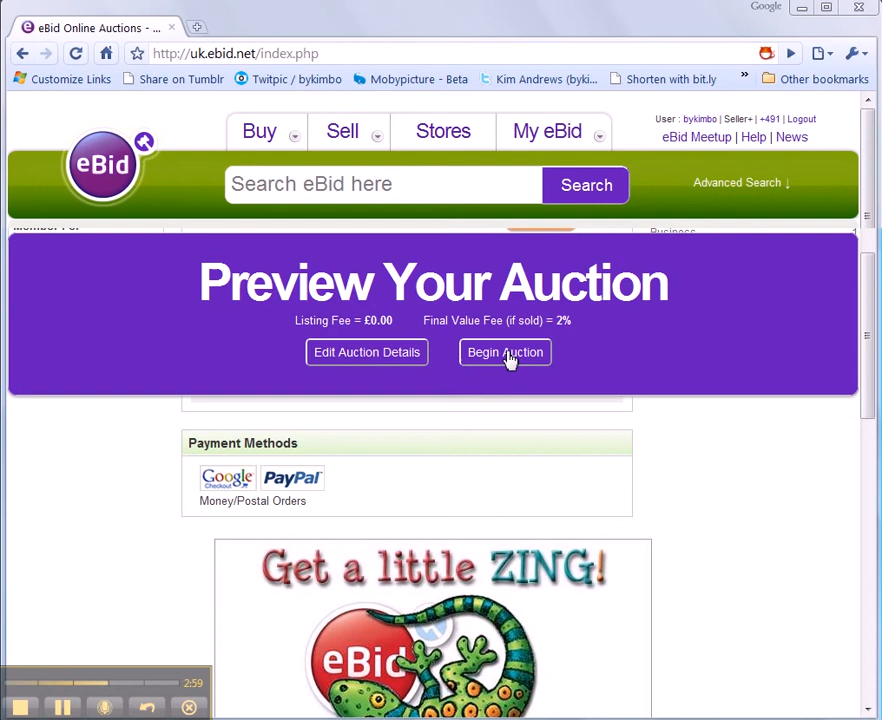 Google
eBid Online Auctions - ...
http://uk.ebid.net/index.php
Customize Links
Share on Tumblr
Twitpic / bykimbo
Mobypicture - Beta
Kim Andrews (byki...
Shorten with bit.ly
»
Other bookmarks
eBid
Buy
Sell
Stores
My eBid
User : bykimbo | Seller+ | +491 | Logout
eBid Meetup | Help | News
Search eBid here
Search
Advanced Search ↓
Preview Your Auction
Listing Fee = £0.00 Final Value Fee (if sold) = 2%
Edit Auction Details
Begin Auction
Payment Methods
Google Checkout
PayPal
Money/Postal Orders
Get a little ZING!
eBid
2:59